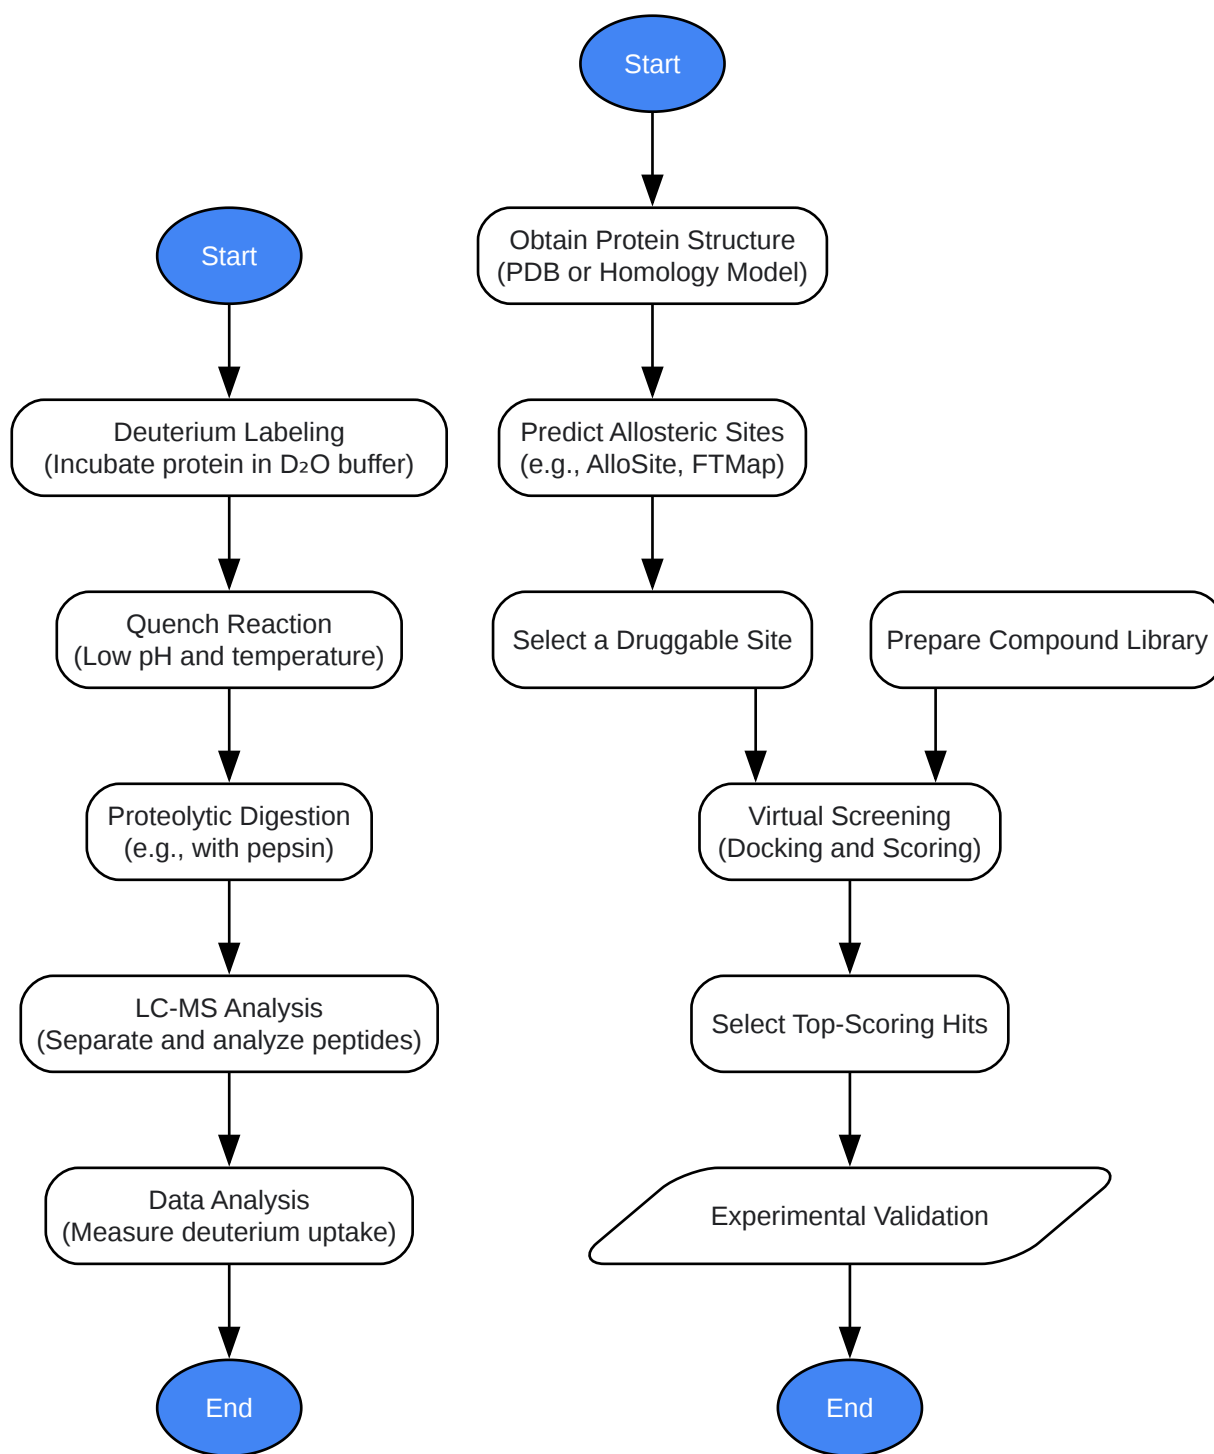 Start
Deuterium Labeling
(Incubate protein in D₂O buffer)
Quench Reaction
(Low pH and temperature)
Proteolytic Digestion
(e.g., with pepsin)
LC-MS Analysis
(Separate and analyze peptides)
Data Analysis
(Measure deuterium uptake)
End
Start
Obtain Protein Structure
(PDB or Homology Model)
Predict Allosteric Sites
(e.g., AlloSite, FTMap)
Select a Druggable Site
Prepare Compound Library
Virtual Screening
(Docking and Scoring)
Select Top-Scoring Hits
Experimental Validation
End